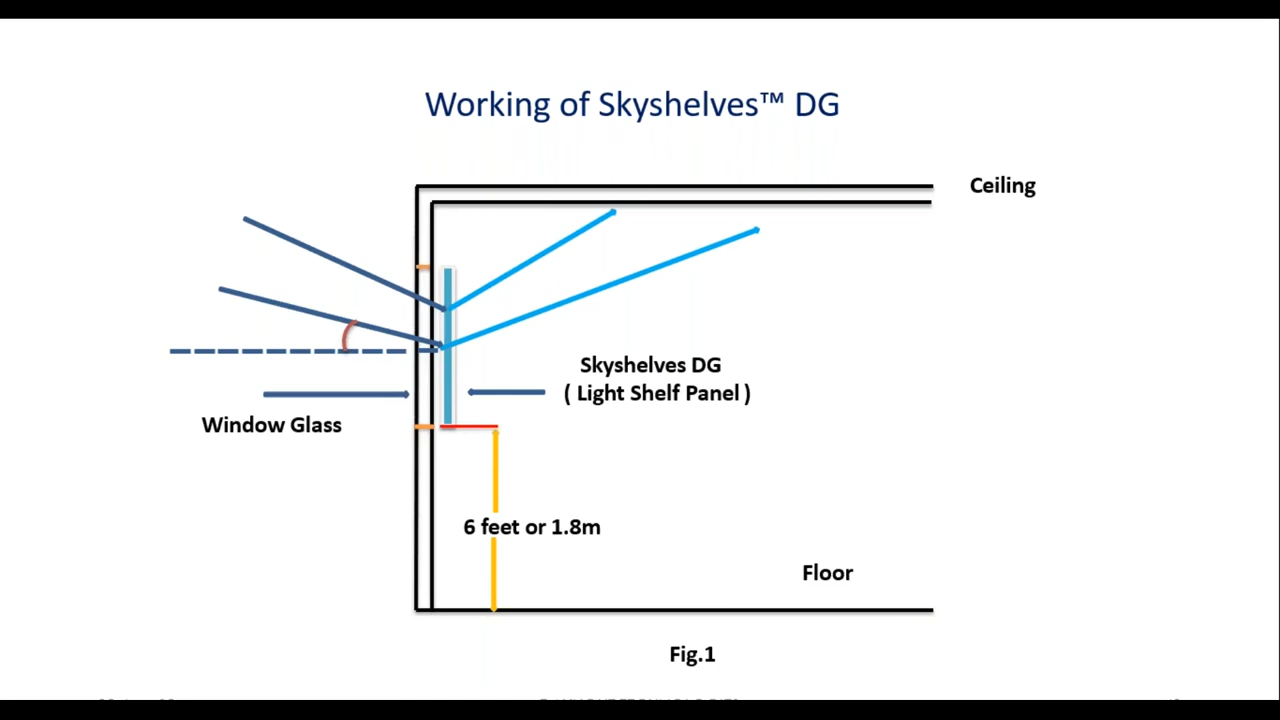 Working of Skyshelves™ DG
Ceiling
Skyshelves DG
( Light Shelf Panel )
Window Glass
6 feet or 1.8m
Floor
Fig.1